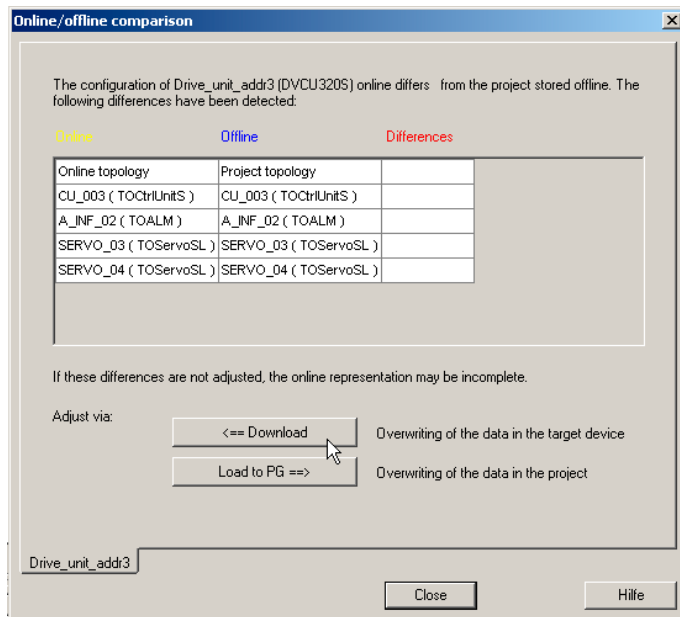 Online/offline comparison
The configuration of Drive_unit_addr3 (DVCU320S) online differs from the project stored offline. The
following differences have been detected:
Online Offline Differences
Online topology Project topology
CU_003 ( TOCtrlUnitS ) CU_003 ( TOCtrlUnitS )
A_INF_02 ( TOALM ) A_INF_02 ( TOALM )
SERVO_03 ( TOServoSL ) SERVO_03 ( TOServoSL )
SERVO_04 ( TOServoSL ) SERVO_04 ( TOServoSL )
If these differences are not adjusted, the online representation may be incomplete.
Adjust via:
<== Download Overwriting of the data in the target device
Load to PG ==> Overwriting of the data in the project
Drive_unit_addr3
Close Hilfe